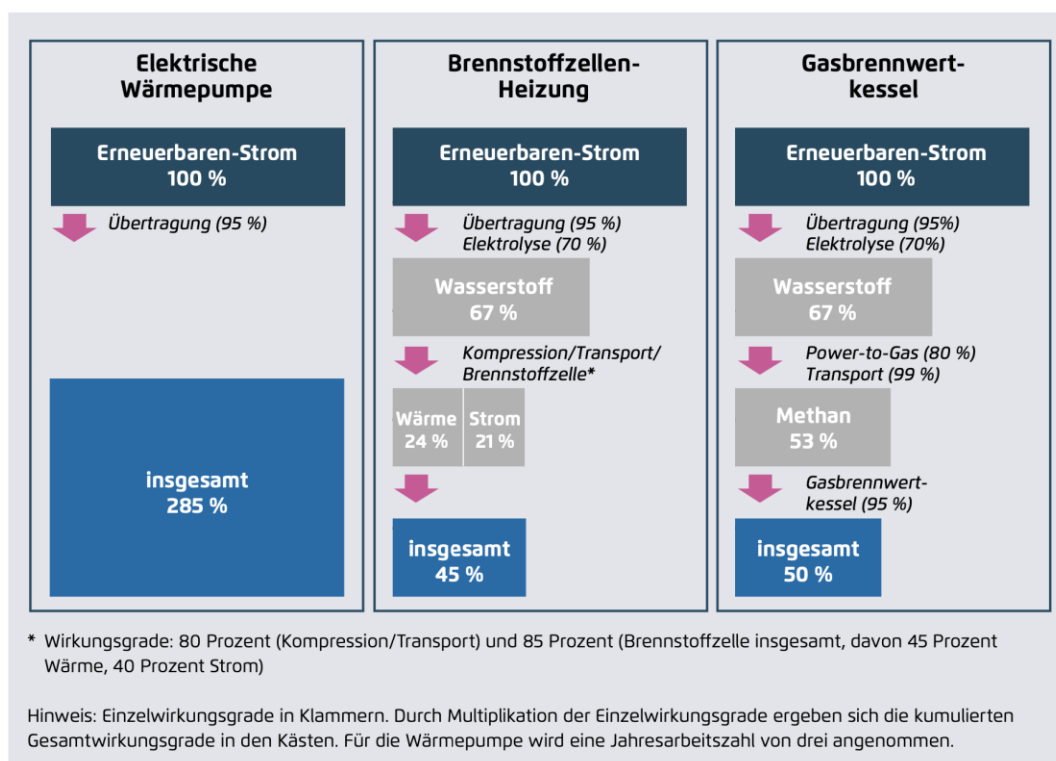 Elektrische
Wärmepumpe
Erneuerbaren-Strom
100 %
Übertragung (95 %)
insgesamt
285 %
Brennstoffzellen-
Heizung
Erneuerbaren-Strom
100 %
Übertragung (95 %)
Elektrolyse (70 %)
Wasserstoff
67 %
Kompression/Transport/
Brennstoffzelle*
Wärme
24 %
Strom
21 %
insgesamt
45 %
Gasbrennwert-
kessel
Erneuerbaren-Strom
100 %
Übertragung (95%)
Elektrolyse (70%)
Wasserstoff
67 %
Power-to-Gas (80 %)
Transport (99 %)
Methan
53 %
Gasbrennwert-
kessel (95 %)
insgesamt
50 %
* Wirkungsgrade: 80 Prozent (Kompression/Transport) und 85 Prozent (Brennstoffzelle insgesamt, davon 45 Prozent
Wärme, 40 Prozent Strom)
Hinweis: Einzelwirkungsgrade in Klammern. Durch Multiplikation der Einzelwirkungsgrade ergeben sich die kumulierten
Gesamtwirkungsgrade in den Kästen. Für die Wärmepumpe wird eine Jahresarbeitszahl von drei angenommen.